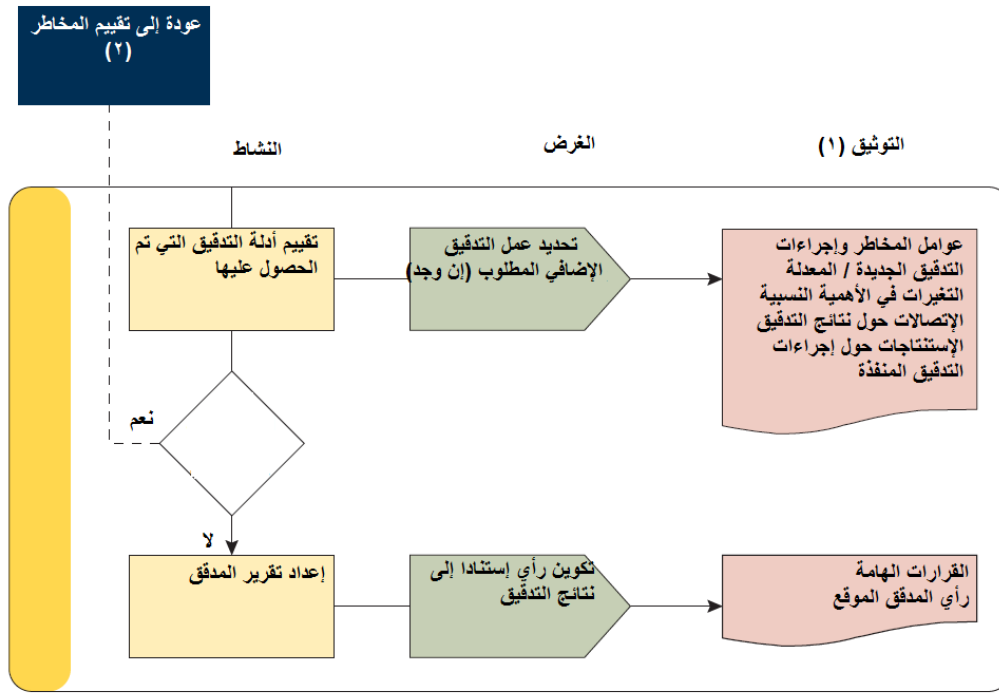 عودة إلى تقييم المخاطر
(٢)
النشاط
الغرض
التوثيق (١)
تقييم أدلة التدقيق التي تم
الحصول عليها
تحديد عمل التدقيق
الإضافي المطلوب (إن وجد)
عوامل المخاطر وإجراءات
التدقيق الجديدة / المعدلة
التغيرات في الأهمية النسبية
الإتصالات حول نتائج التدقيق
الإستنتاجات حول إجراءات
التدقيق المنفذة
نعم
لا
إعداد تقرير المدقق
تكوين رأي إستنادا إلى
نتائج التدقيق
القرارات الهامة
رأي المدقق الموقع